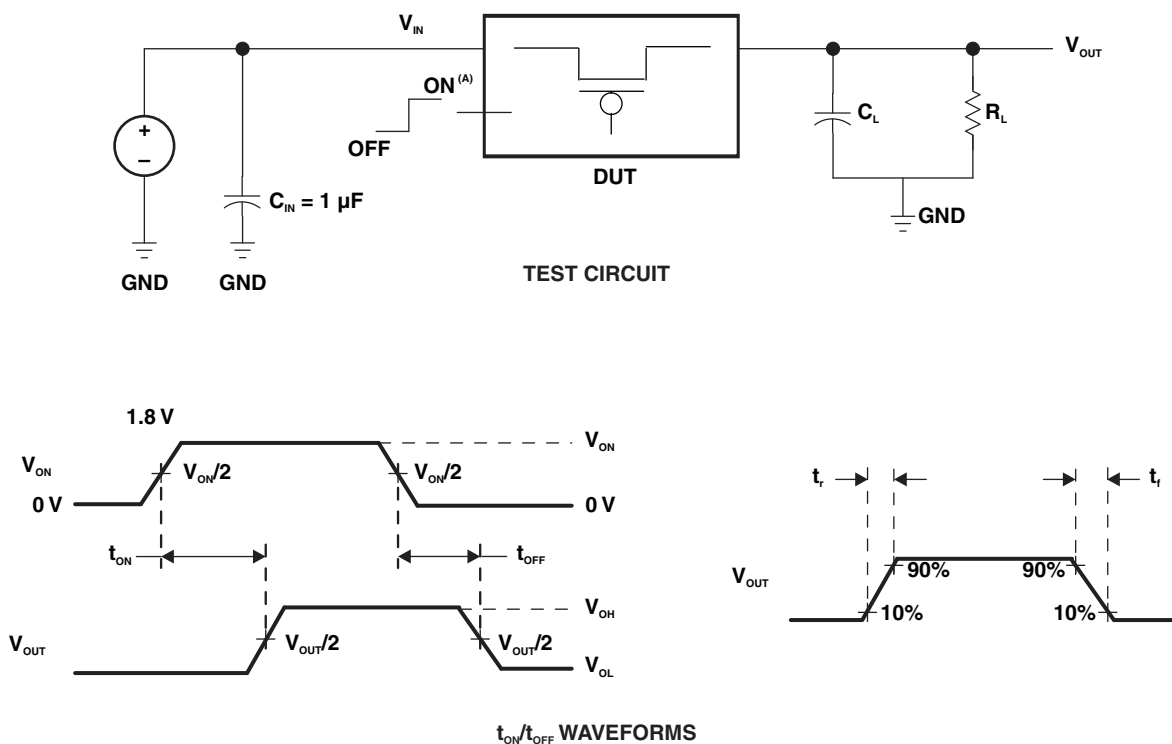 V_IN
V_OUT
ON (A)
OFF
+
–
C_IN = 1 µF
DUT
C_L
R_L
GND
GND
GND
TEST CIRCUIT
1.8 V
V_ON
V_ON
V_ON/2
V_ON/2
0 V
0 V
t_ON
t_OFF
V_OH
V_OUT
V_OUT/2
V_OUT/2
V_OL
t_r
t_f
V_OUT
90%
90%
10%
10%
t_ON/t_OFF WAVEFORMS